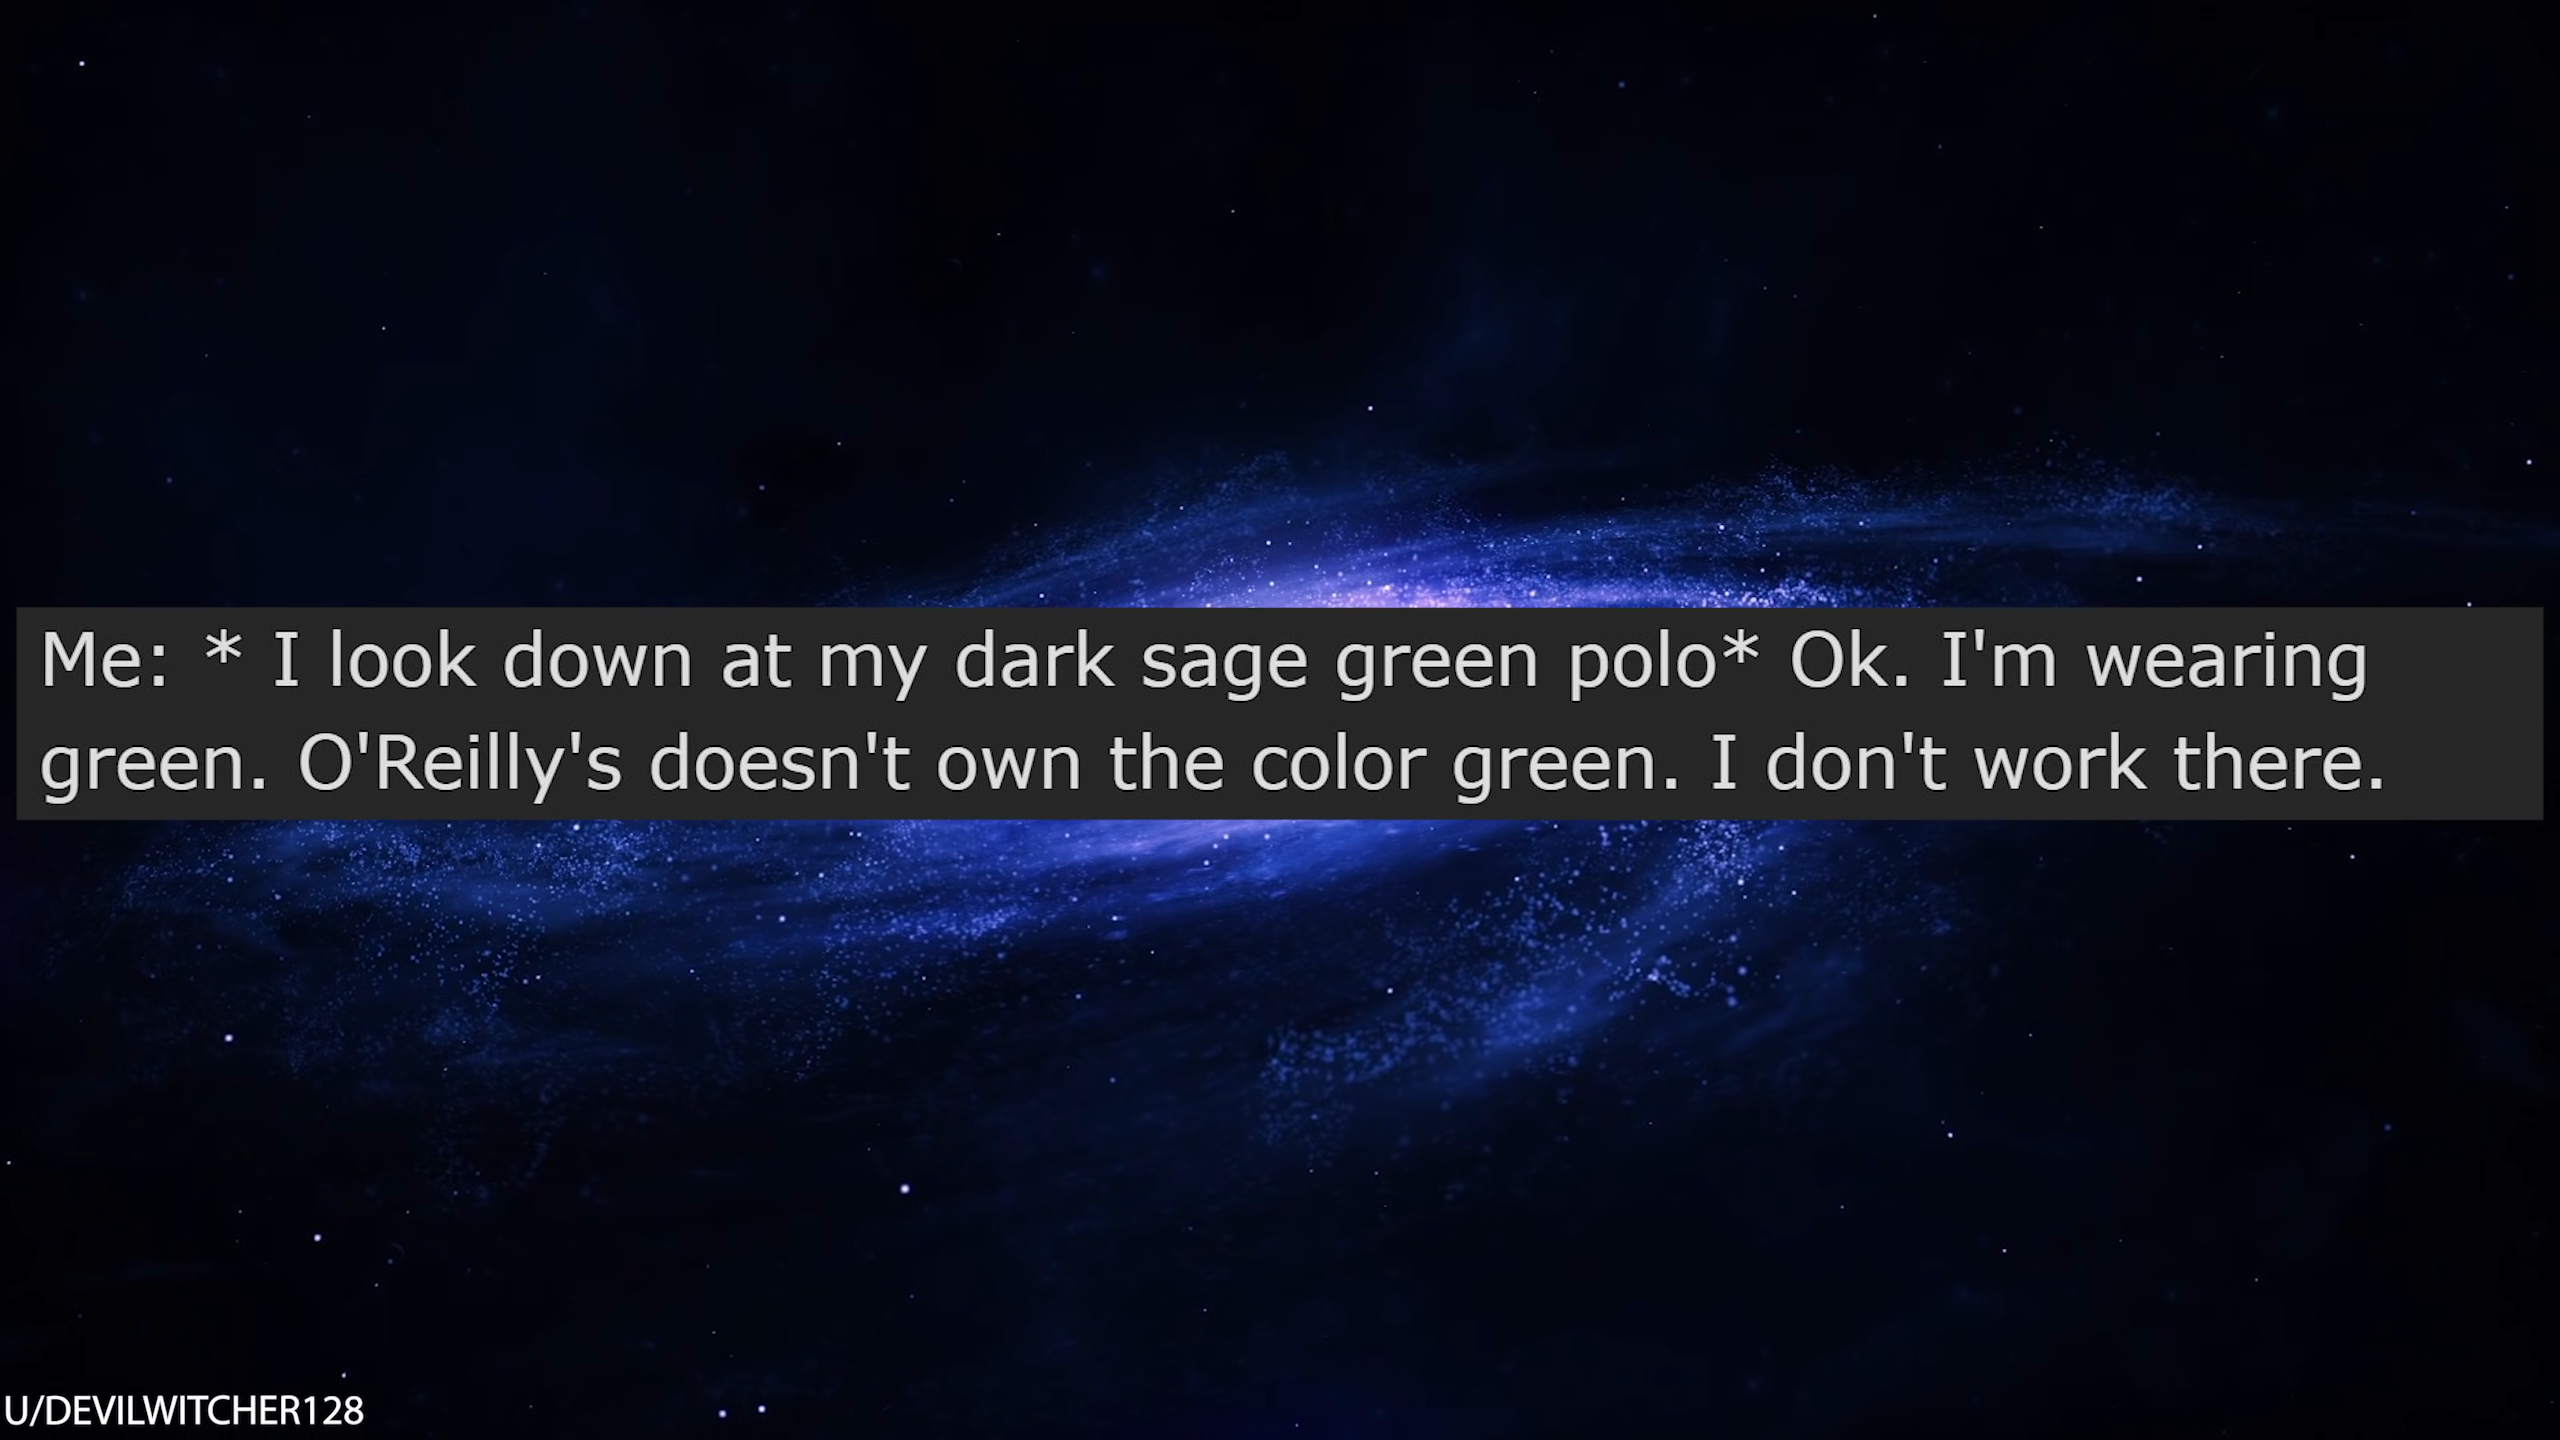 Me: * I look down at my dark sage green polo* Ok. I'm wearing
green. O'Reilly's doesn't own the color green. I don't work there.
U/DEVILWITCHER128